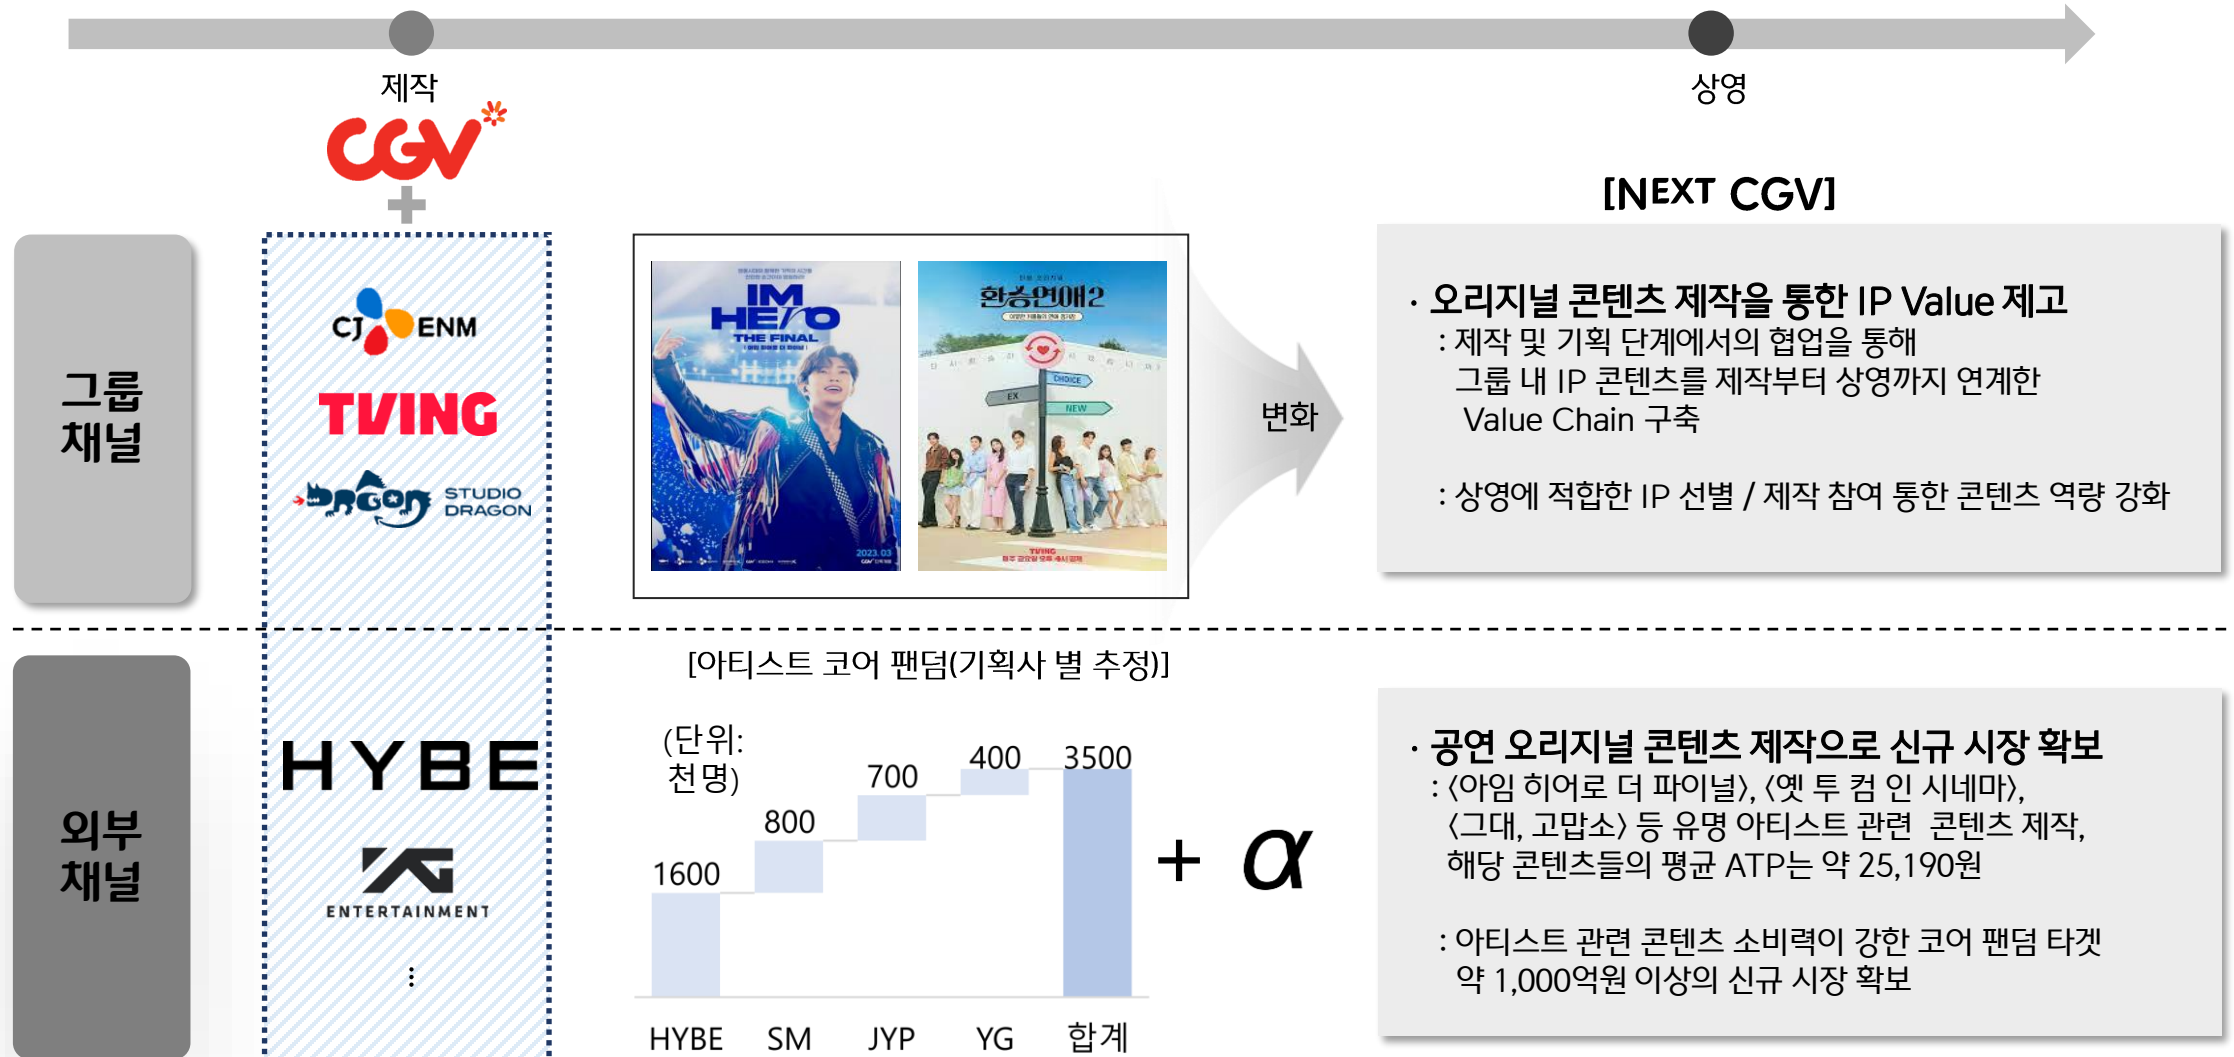 제작
상영
CGV
[NEXT CGV]
그룹
채널
CJ ENM
TVING
DRAGON
STUDIO
DRAGON
IM
HERO
THE FINAL
2023.03
환승연애2
CHOICE
EX
NEW
TVING
변화
· 오리지널 콘텐츠 제작을 통한 IP Value 제고
: 제작 및 기획 단계에서의 협업을 통해
그룹 내 IP 콘텐츠를 제작부터 상영까지 연계한
Value Chain 구축
: 상영에 적합한 IP 선별 / 제작 참여 통한 콘텐츠 역량 강화
외부
채널
HYBE
YG
ENTERTAINMENT
⋮
[아티스트 코어 팬덤(기획사 별 추정)]
(단위:
천명)
1600
800
700
400
3500
HYBE SM JYP YG 합계
+ α
· 공연 오리지널 콘텐츠 제작으로 신규 시장 확보
: 〈아임 히어로 더 파이널〉, 〈옛 투 컴 인 시네마〉,
〈그대, 고맙소〉 등 유명 아티스트 관련 콘텐츠 제작,
해당 콘텐츠들의 평균 ATP는 약 25,190원
: 아티스트 관련 콘텐츠 소비력이 강한 코어 팬덤 타겟
약 1,000억원 이상의 신규 시장 확보